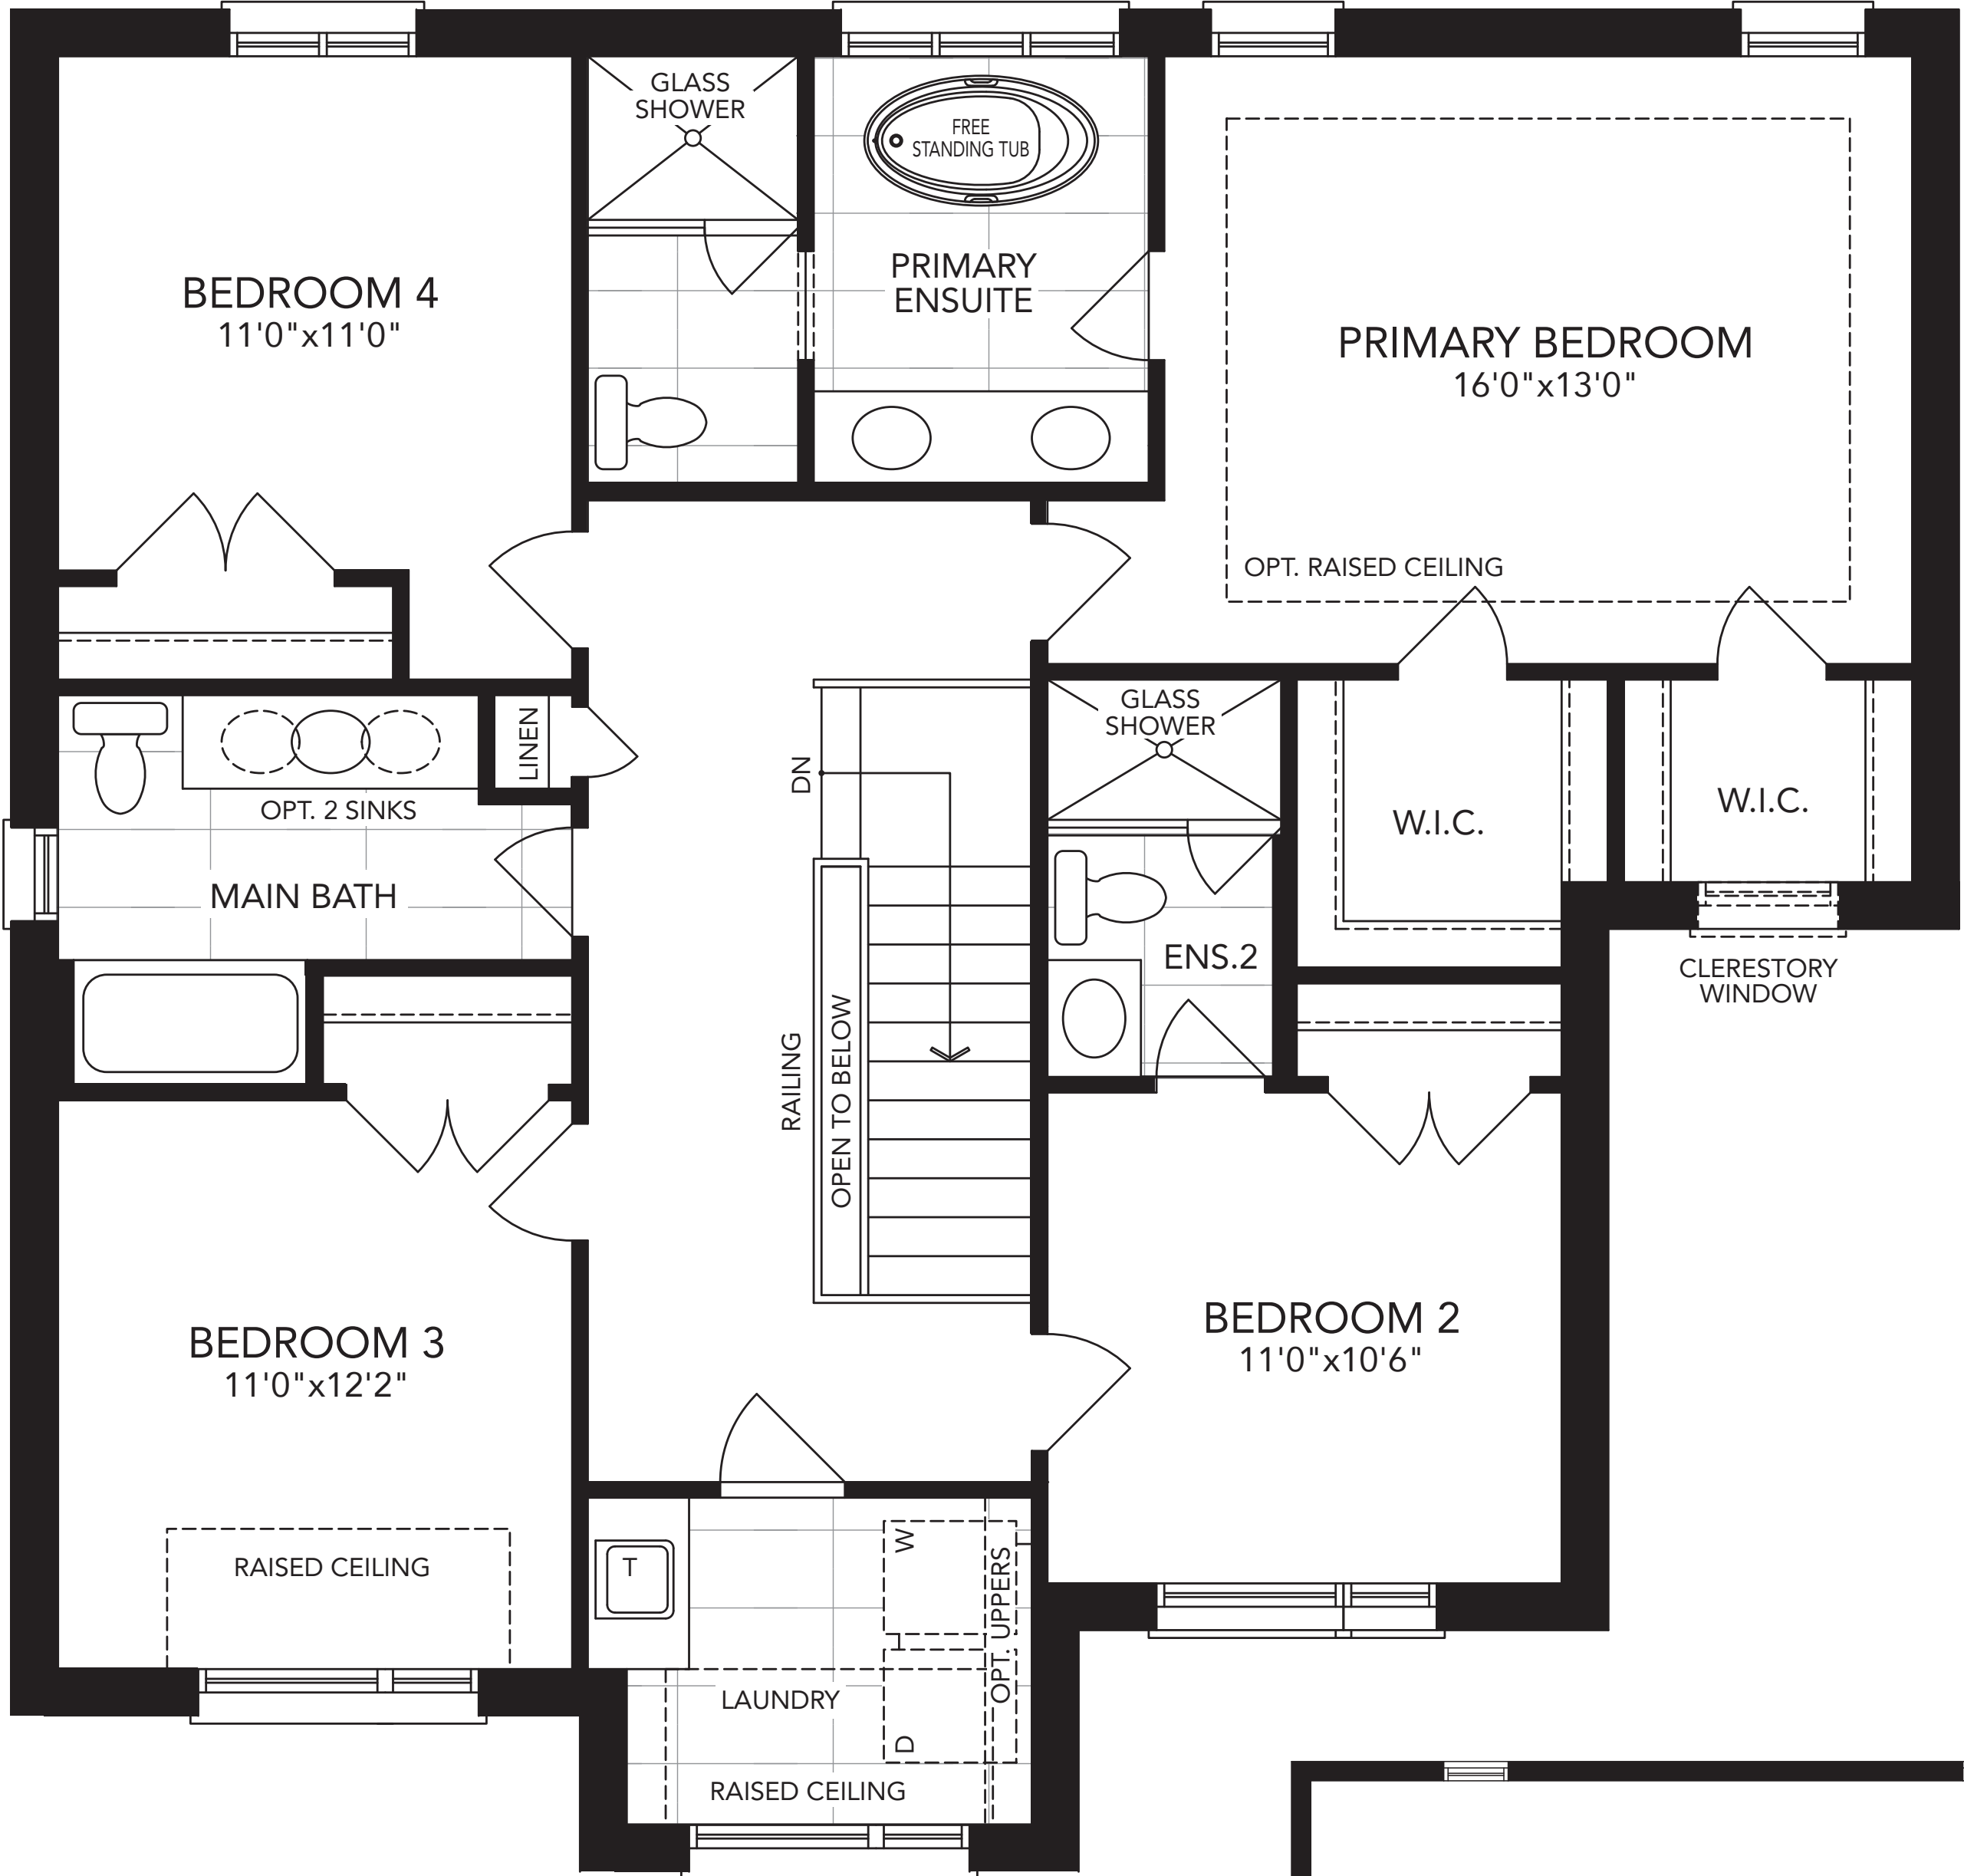 GLASS
SHOWER
FREE
STANDING TUB
PRIMARY
ENSUITE
BEDROOM 4
11'0"x11'0"
PRIMARY BEDROOM
16'0"x13'0"
OPT. RAISED CEILING
LINEN
OPT. 2 SINKS
MAIN BATH
DN
GLASS
SHOWER
W.I.C.
W.I.C.
ENS.2
CLERESTORY
WINDOW
RAILING
OPEN TO BELOW
BEDROOM 3
11'0"x12'2"
BEDROOM 2
11'0"x10'6"
RAISED CEILING
T
W
OPT. UPPERS
LAUNDRY
D
RAISED CEILING